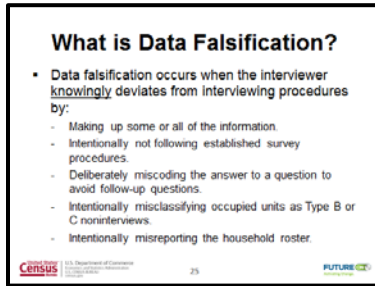 What is Data Falsification?
▪ Data falsification occurs when the interviewer
knowingly deviates from interviewing procedures
by:
- Making up some or all of the information.
- Intentionally not following established survey
procedures.
- Deliberately miscoding the answer to a question to
avoid follow-up questions.
- Intentionally misclassifying occupied units as Type B or
C noninterviews.
- Intentionally misreporting the household roster.
United States
Census
U.S. Department of Commerce
25
FUTURE